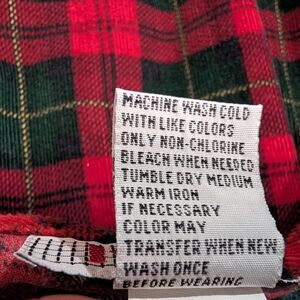 MACHINE WASH COLD
WITH LIKE COLORS
ONLY NON-CHLORINE
BLEACH WHEN NEEDED
TUMBLE DRY MEDIUM
WARM IRON
IF NECESSARY
COLOR MAY
TRANSFER WHEN NEW
WASH ONCE
BEFORE WEARING